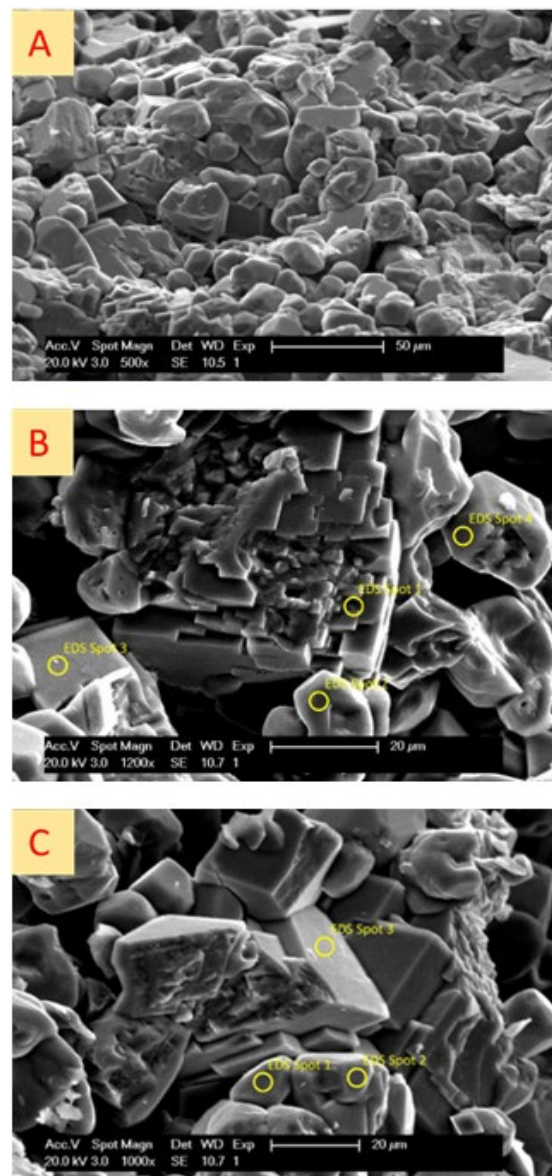 A
Acc.V Spot Magn Det WD Exp
20.0 kV 3.0 500x SE 10.5 1
50 µm
B
EDS Spot 4
EDS Spot 1
EDS Spot 3
EDS Spot 2
Acc.V Spot Magn Det WD Exp
20.0 kV 3.0 1200x SE 10.7 1
20 µm
C
EDS Spot 3
EDS Spot 1
EDS Spot 2
Acc.V Spot Magn Det WD Exp
20.0 kV 3.0 1000x SE 10.7 1
20 µm